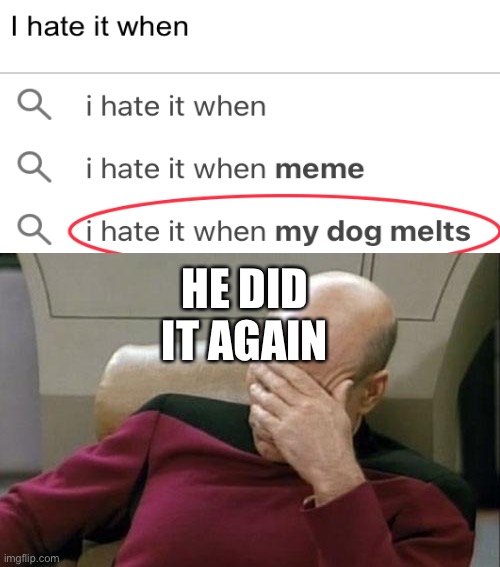 I hate it when
i hate it when
i hate it when meme
i hate it when my dog melts
HE DID
IT AGAIN
imgflip.com